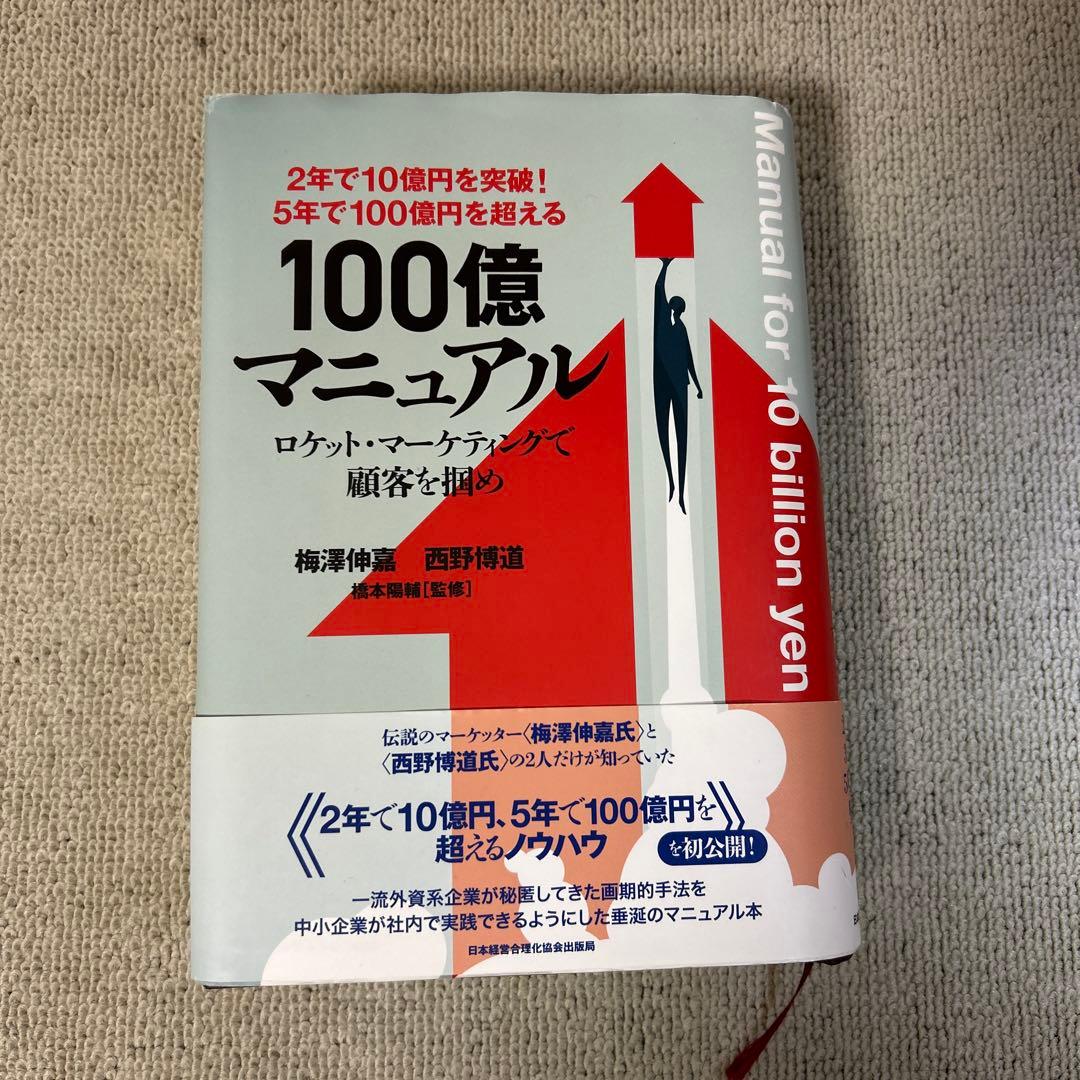 2年で10億円を突破!
5年で100億円を超える
100億
マニュアル
ロケット・マーケティングで
顧客を掴め
梅澤伸嘉 西野博道
橋本陽輔[監修]
Manual for 10 billion yen
伝説のマーケッター〈梅澤伸嘉氏〉と
〈西野博道氏〉の2人だけが知っていた
《2年で10億円、5年で100億円を
超えるノウハウ》
を初公開!
一流外資系企業が秘匿してきた画期的手法を
中小企業が社内で実践できるようにした垂涎のマニュアル本
日本経営合理化協会出版局